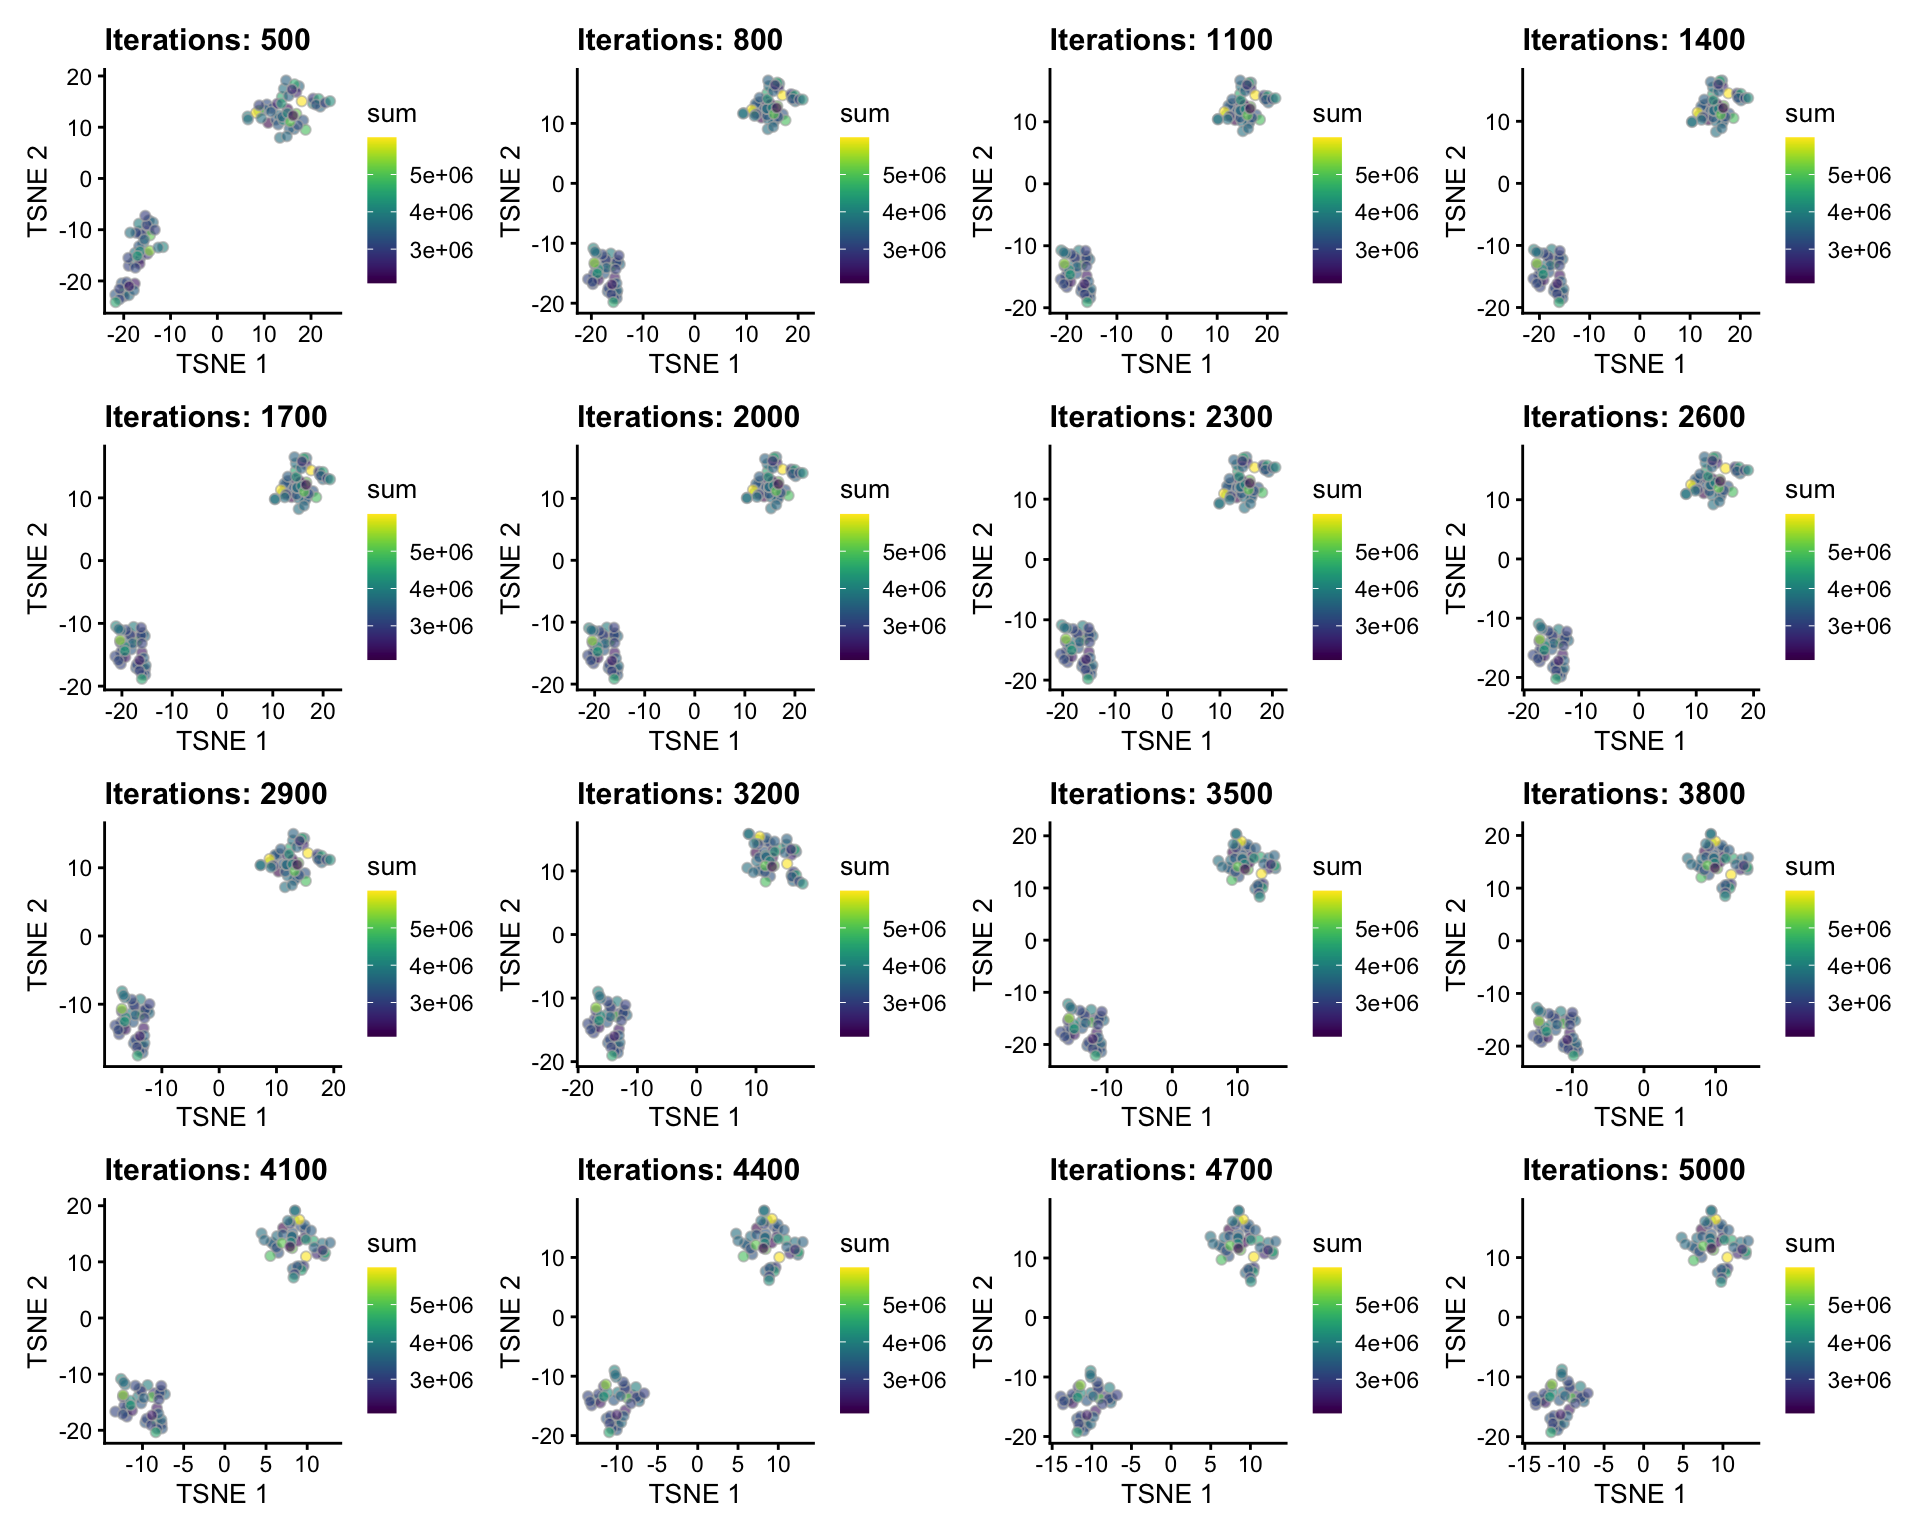 Iterations: 500
Iterations: 800
Iterations: 1100
Iterations: 1400
20
10
0
-10
-20
TSNE 2
-20 -10 0 10 20
TSNE 1
sum
5e+06
4e+06
3e+06
10
0
-10
-20
TSNE 2
-20 -10 0 10 20
TSNE 1
sum
5e+06
4e+06
3e+06
10
0
-10
-20
TSNE 2
-20 -10 0 10 20
TSNE 1
sum
5e+06
4e+06
3e+06
10
0
-10
-20
TSNE 2
-20 -10 0 10 20
TSNE 1
sum
5e+06
4e+06
3e+06
Iterations: 1700
Iterations: 2000
Iterations: 2300
Iterations: 2600
10
0
-10
-20
TSNE 2
-20 -10 0 10 20
TSNE 1
sum
5e+06
4e+06
3e+06
10
0
-10
-20
TSNE 2
-20 -10 0 10 20
TSNE 1
sum
5e+06
4e+06
3e+06
10
0
-10
-20
TSNE 2
-20 -10 0 10 20
TSNE 1
sum
5e+06
4e+06
3e+06
10
0
-10
-20
TSNE 2
-20 -10 0 10 20
TSNE 1
sum
5e+06
4e+06
3e+06
Iterations: 2900
Iterations: 3200
Iterations: 3500
Iterations: 3800
10
0
-10
TSNE 2
-10 0 10 20
TSNE 1
sum
5e+06
4e+06
3e+06
10
0
-10
-20
TSNE 2
-20 -10 0 10
TSNE 1
sum
5e+06
4e+06
3e+06
20
10
0
-10
-20
TSNE 2
-10 0 10
TSNE 1
sum
5e+06
4e+06
3e+06
20
10
0
-10
-20
TSNE 2
-10 0 10
TSNE 1
sum
5e+06
4e+06
3e+06
Iterations: 4100
Iterations: 4400
Iterations: 4700
Iterations: 5000
20
10
0
-10
-20
TSNE 2
-10 -5 0 5 10
TSNE 1
sum
5e+06
4e+06
3e+06
10
0
-10
-20
TSNE 2
-10 -5 0 5 10
TSNE 1
sum
5e+06
4e+06
3e+06
10
0
-10
-20
TSNE 2
-15 -10 -5 0 5 10
TSNE 1
sum
5e+06
4e+06
3e+06
10
0
-10
-20
TSNE 2
-15 -10 -5 0 5 10
TSNE 1
sum
5e+06
4e+06
3e+06